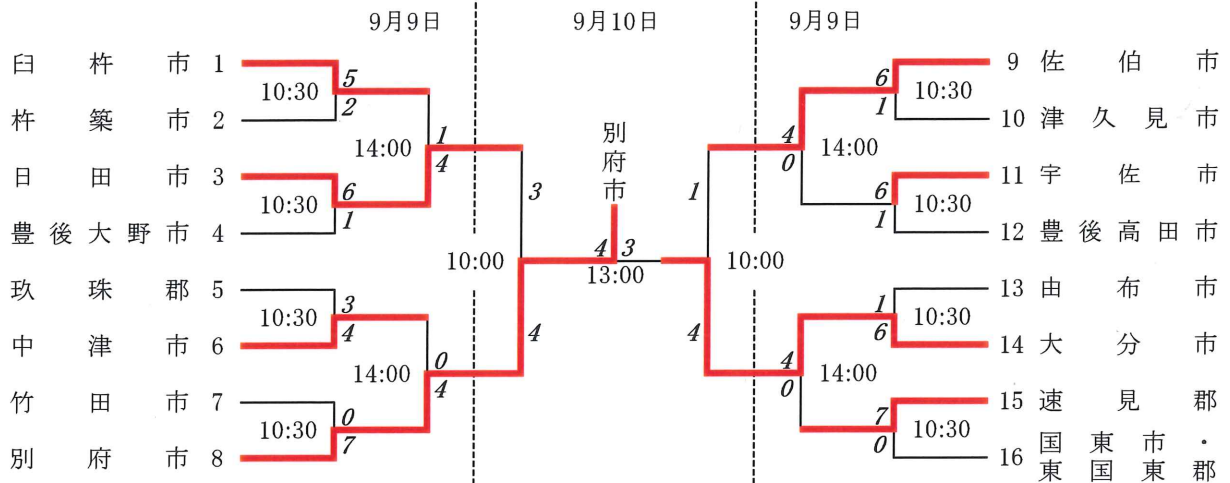 9月9日
9月10日
9月9日
臼杵市 1
5
10:30
2
杵築市 2
14:00
1
4
日田市 3
6
10:30
1
豊後大野市 4
3
10:00
4
玖珠郡 5
3
10:30
4
中津市 6
14:00
0
4
竹田市 7
0
10:30
7
別府市 8
別府市
4 3
13:00
9 佐伯市
6
10:30
1
10 津久見市
4
14:00
0
11 宇佐市
6
10:30
1
12 豊後高田市
1
10:00
4
13 由布市
1
10:30
6
14 大分市
4
14:00
0
15 速見郡
7
10:30
0
16 国東市・
東国東郡